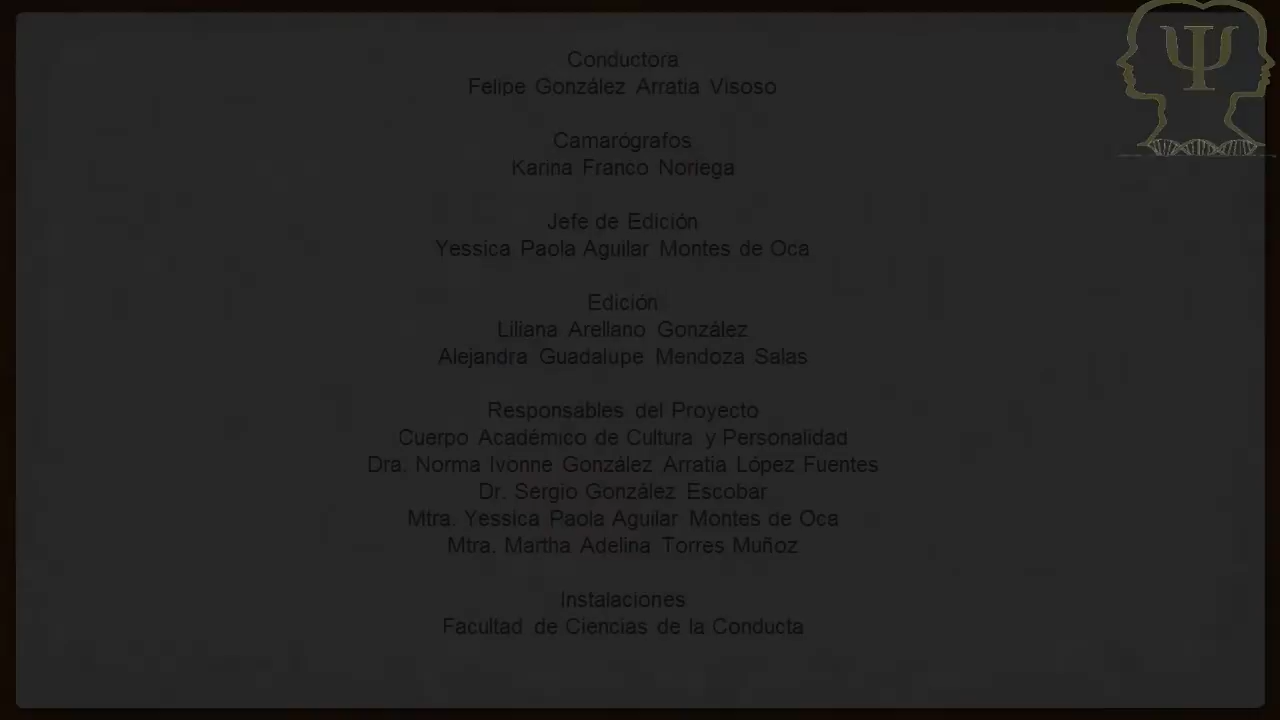 Conductora
Felipe González Arratia Visoso
Camarógrafos
Karina Franco Noriega
Jefe de Edición
Yessica Paola Aguilar Montes de Oca
Edición
Liliana Arellano González
Alejandra Guadalupe Mendoza Salas
Responsables del Proyecto
Cuerpo Académico de Cultura y Personalidad
Dra. Norma Ivonne González Arratia López Fuentes
Dr. Sergio González Escobar
Mtra. Yessica Paola Aguilar Montes de Oca
Mtra. Martha Adelina Torres Muñoz
Instalaciones
Facultad de Ciencias de la Conducta
Ψ